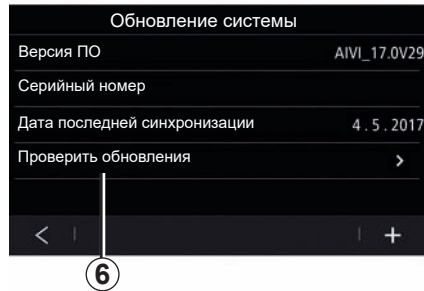 Обновление системы
Версия ПО AIVI_17.0V29
Серийный номер
Дата последней синхронизации 4.5.2017
Проверить обновления >
< +
6